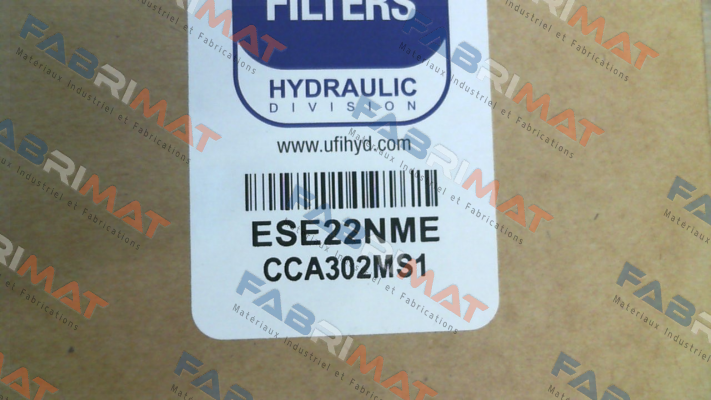 FILTERS
HYDRAULIC
DIVISION
www.ufihyd.com
ESE22NME
CCA302MS1
FABRIMAT
Matériaux Industriel et Fabrications